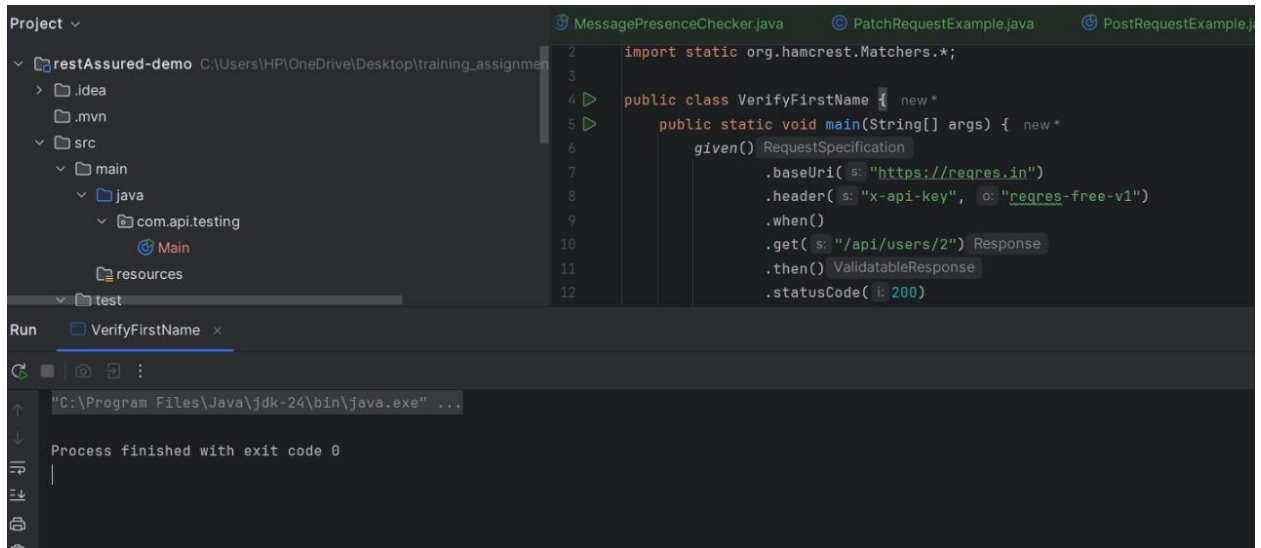 Project
restAssured-demo C:\Users\HP\OneDrive\Desktop\training_assignmen
.idea
.mvn
src
main
java
com.api.testing
Main
resources
test
MessagePresenceChecker.java PatchRequestExample.java PostRequestExample.ja
2 import static org.hamcrest.Matchers.*;
3
4 public class VerifyFirstName { new *
5 public static void main(String[] args) { new *
6 given() RequestSpecification
7 .baseUri( s: "https://reqres.in")
8 .header( s: "x-api-key", o: "reqres-free-v1")
9 .when()
10 .get( s: "/api/users/2") Response
11 .then() ValidatableResponse
12 .statusCode( i: 200)
Run VerifyFirstName
"C:\Program Files\Java\jdk-24\bin\java.exe" ...
Process finished with exit code 0